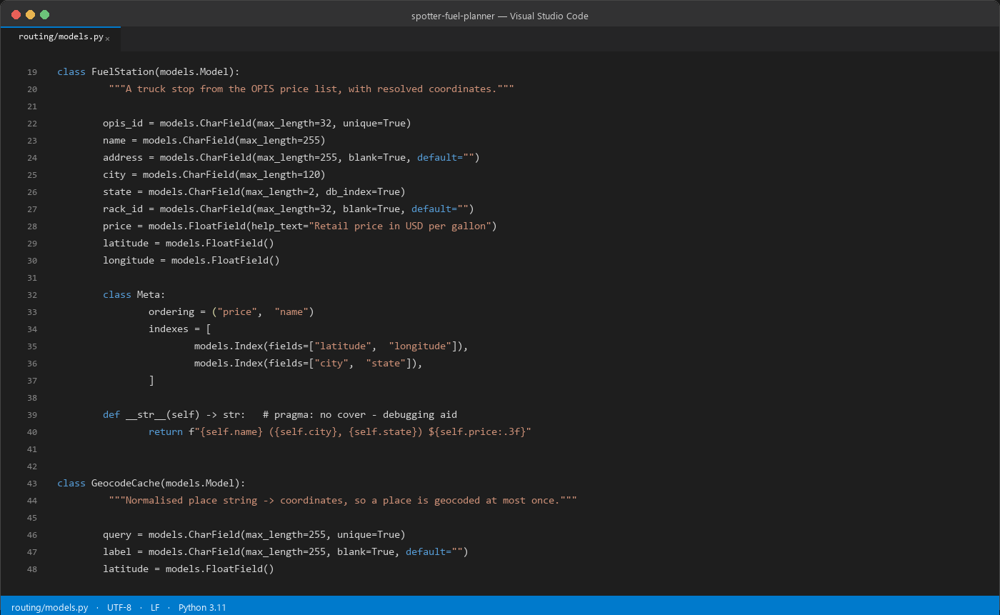 spotter-fuel-planner — Visual Studio Code
routing/models.py ×
19 class FuelStation(models.Model):
20 """A truck stop from the OPIS price list, with resolved coordinates."""
21
22 opis_id = models.CharField(max_length=32, unique=True)
23 name = models.CharField(max_length=255)
24 address = models.CharField(max_length=255, blank=True, default="")
25 city = models.CharField(max_length=120)
26 state = models.CharField(max_length=2, db_index=True)
27 rack_id = models.CharField(max_length=32, blank=True, default="")
28 price = models.FloatField(help_text="Retail price in USD per gallon")
29 latitude = models.FloatField()
30 longitude = models.FloatField()
31
32 class Meta:
33 ordering = ("price", "name")
34 indexes = [
35 models.Index(fields=["latitude", "longitude"]),
36 models.Index(fields=["city", "state"]),
37 ]
38
39 def __str__(self) -> str: # pragma: no cover - debugging aid
40 return f"{self.name} ({self.city}, {self.state}) ${self.price:.3f}"
41
42
43 class GeocodeCache(models.Model):
44 """Normalised place string -> coordinates, so a place is geocoded at most once."""
45
46 query = models.CharField(max_length=255, unique=True)
47 label = models.CharField(max_length=255, blank=True, default="")
48 latitude = models.FloatField()
routing/models.py · UTF-8 · LF · Python 3.11